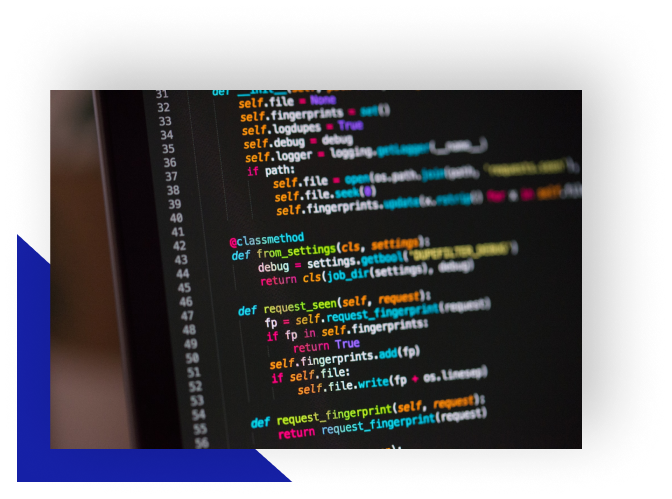 31 def __init__(self,
32 self.file = None
33 self.fingerprints = set()
34 self.logdupes = True
35 self.debug = debug
36 self.logger = logging.getLogger(__name__)
37 if path:
38 self.file = open(os.path.join(path, 'requests.seen'),
39 self.file.seek(0)
40 self.fingerprints.update(x.rstrip() for x in self.file
41
42 @classmethod
43 def from_settings(cls, settings):
44 debug = settings.getbool('DUPEFILTER_DEBUG')
45 return cls(job_dir(settings), debug)
46
47 def request_seen(self, request):
48 fp = self.request_fingerprint(request)
49 if fp in self.fingerprints:
50 return True
51 self.fingerprints.add(fp)
52 if self.file:
53 self.file.write(fp + os.linesep)
54
55 def request_fingerprint(self, request):
56 return request_fingerprint(request)